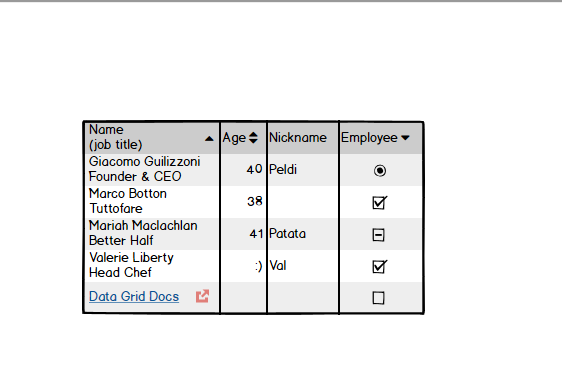 Name
(job title)
Age
Nickname
Employee
Giacomo Guilizzoni
Founder & CEO
40
Peldi
Marco Botton
Tuttofare
38
Mariah Maclachlan
Better Half
41
Patata
Valerie Liberty
Head Chef
:)
Val
Data Grid Docs